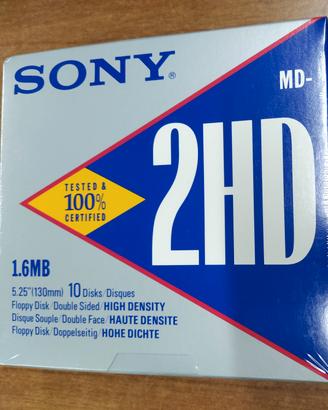 SONY®
MD-
2HD
TESTED &
100%
CERTIFIED
1.6MB
5.25"(130mm) 10 Disks/Disques
Floppy Disk/Double Sided/HIGH DENSITY
Disque Souple/Double Face/HAUTE DENSITE
Floppy Disk/Doppelseitig/HOHE DICHTE